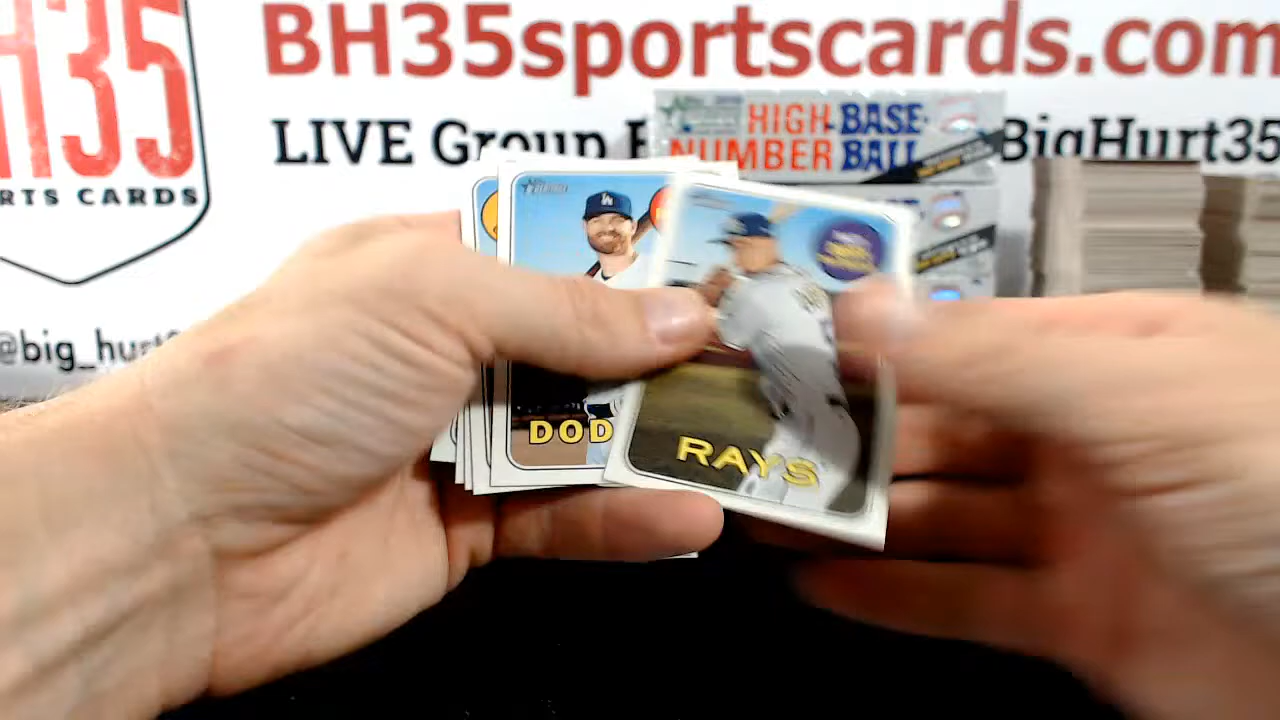 BH35sportscards.com
LIVE Group
BigHurt35
H35
RTS CARDS
@big_hurt
HIGH BASE
NUMBER BALL
DOD
RAYS